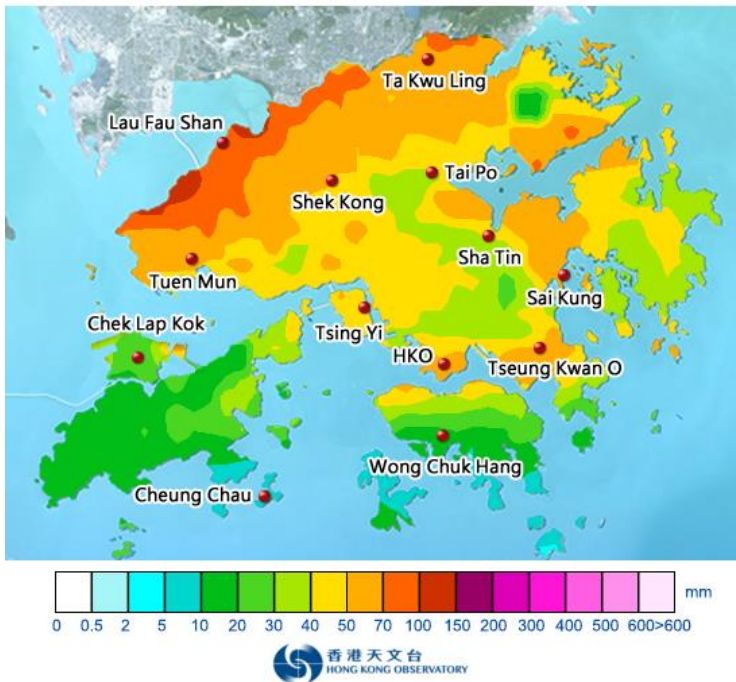 Ta Kwu Ling
Lau Fau Shan
Tai Po
Shek Kong
Sha Tin
Tuen Mun
Sai Kung
Chek Lap Kok
Tsing Yi
HKO
Tseung Kwan O
Wong Chuk Hang
Cheung Chau
mm
0 0.5 2 5 10 20 30 40 50 70 100 150 200 300 400 500 600>600
香港天文台
HONG KONG OBSERVATORY